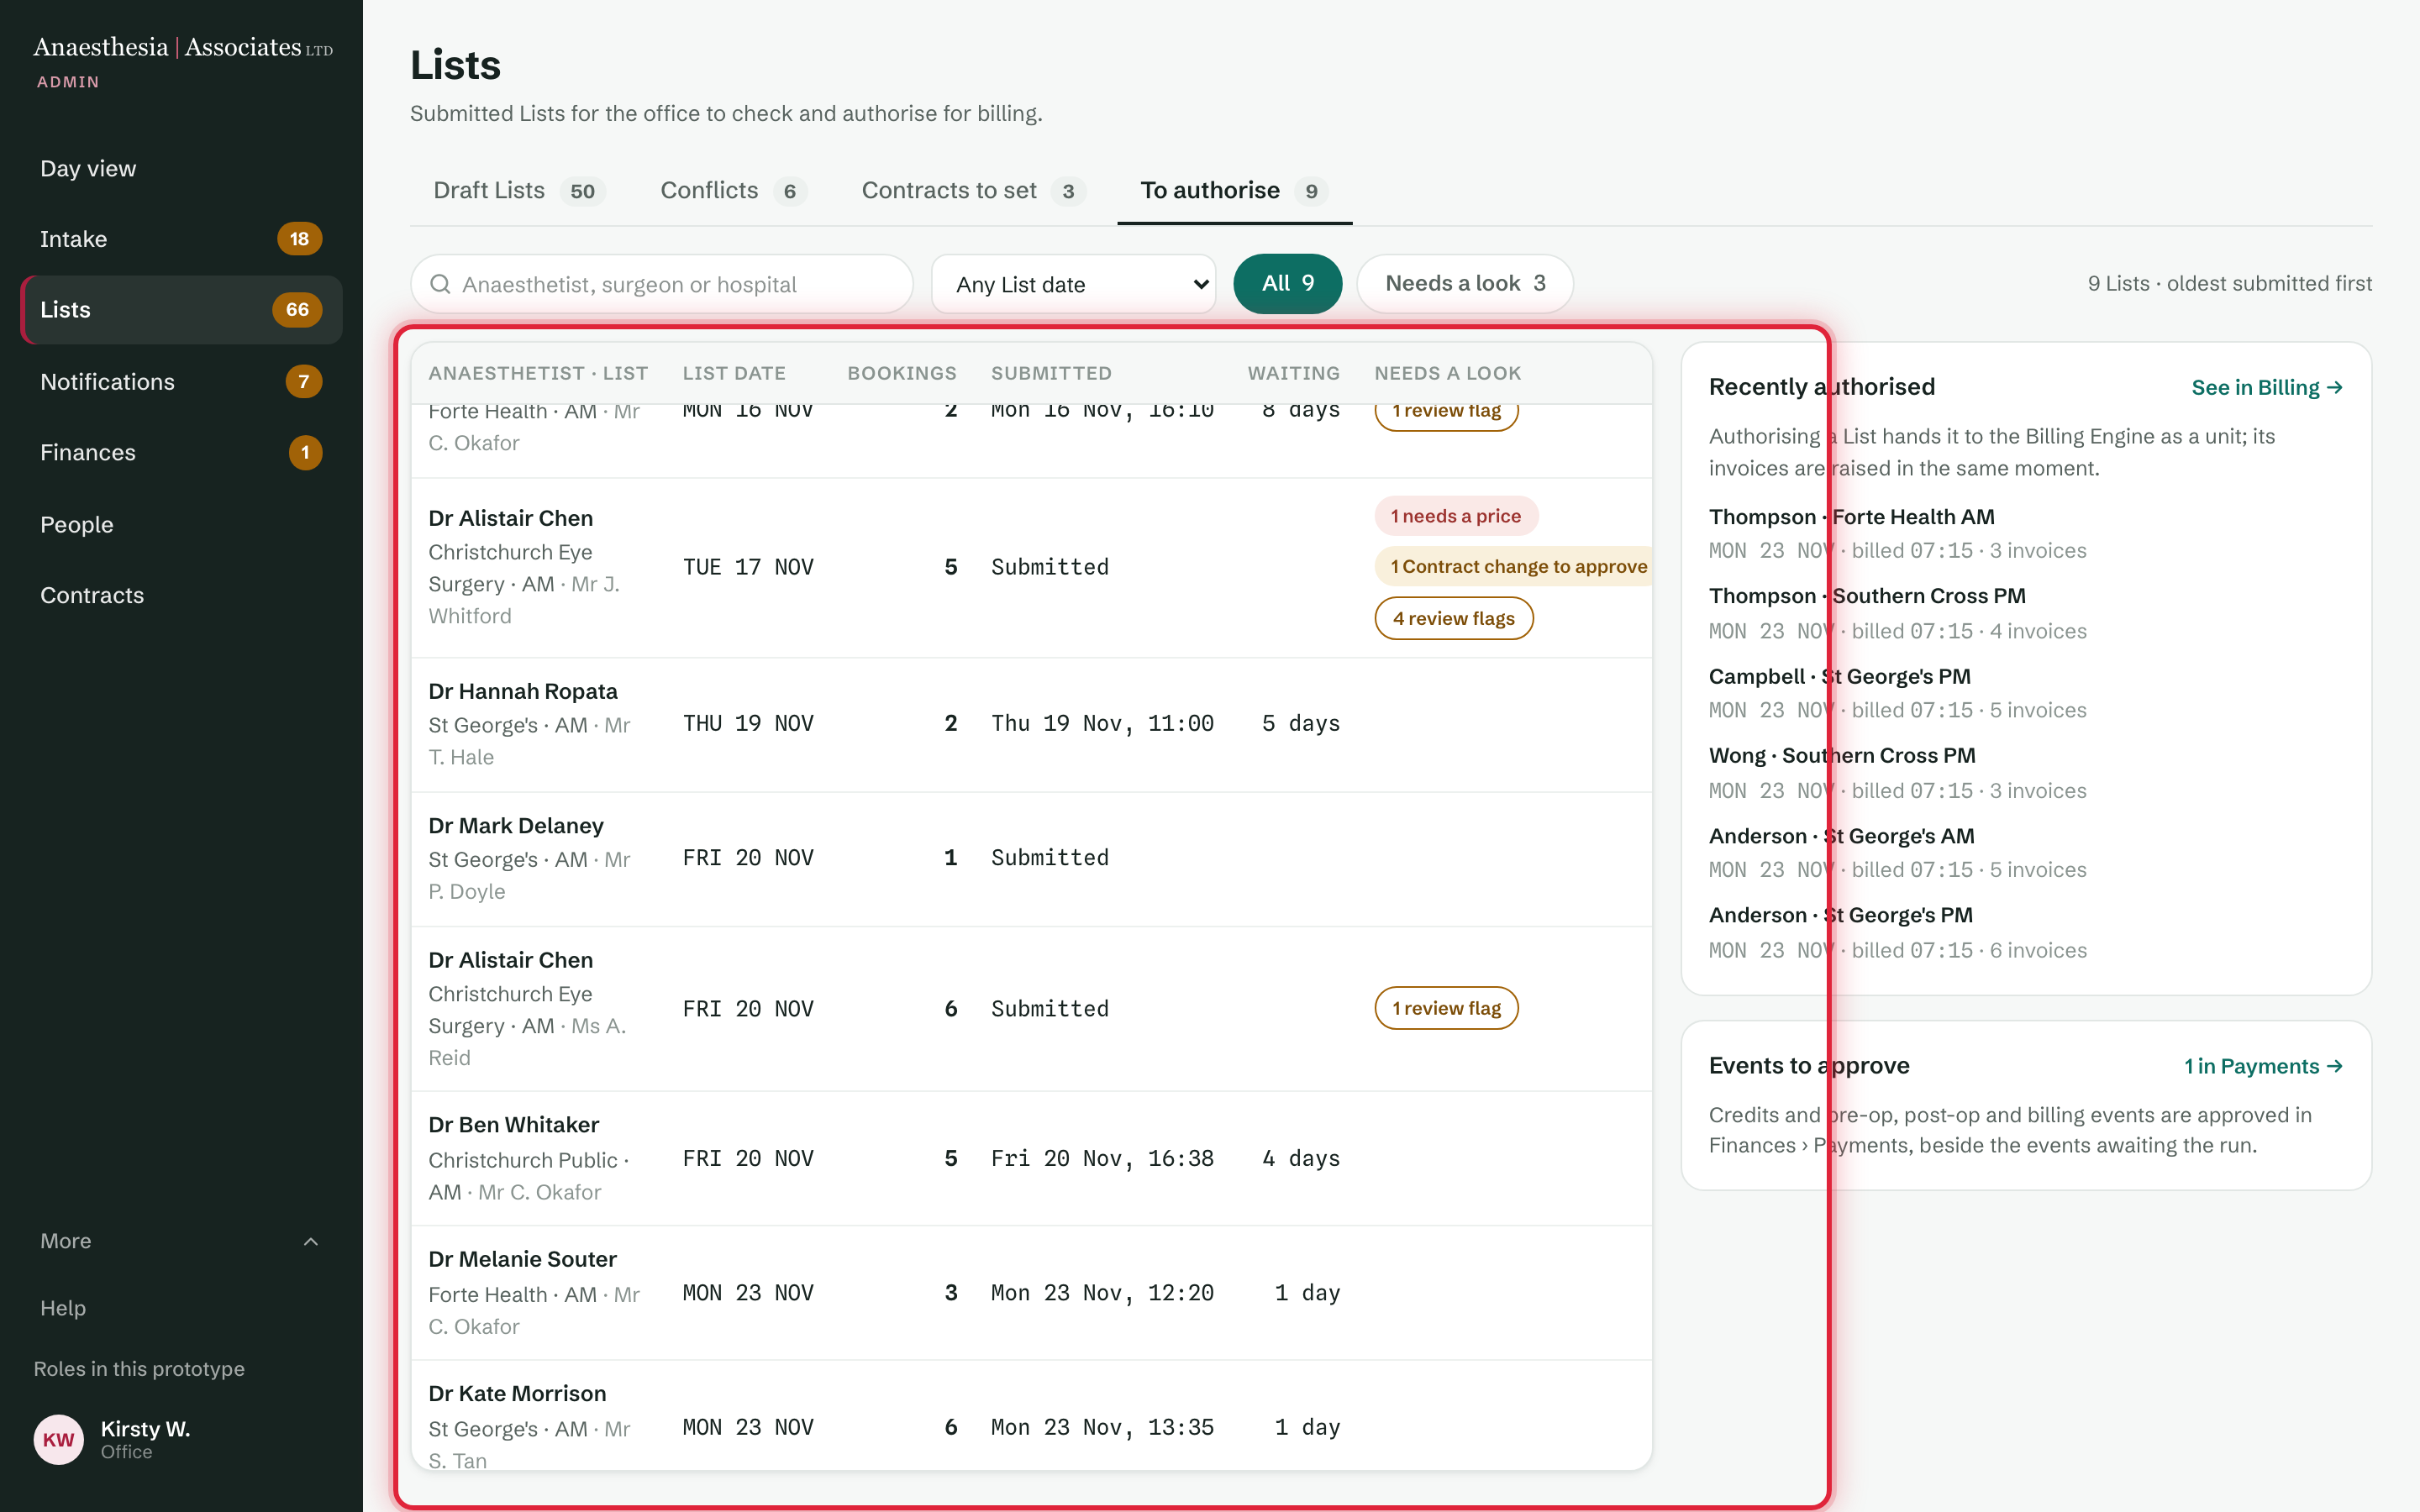 Anaesthesia | Associates LTD
ADMIN
Day view
Intake 18
Lists 66
Notifications 7
Finances 1
People
Contracts
More
Help
Roles in this prototype
KW
Kirsty W.
Office
Lists
Submitted Lists for the office to check and authorise for billing.
Draft Lists 50 Conflicts 6 Contracts to set 3 To authorise 9
Anaesthetist, surgeon or hospital Any List date All 9 Needs a look 3 9 Lists · oldest submitted first
ANAESTHETIST · LIST LIST DATE BOOKINGS SUBMITTED WAITING NEEDS A LOOK
Forte Health · AM · Mr MON 16 NOV 2 Mon 16 Nov, 16:10 8 days 1 review flag
C. Okafor
Dr Alistair Chen
Christchurch Eye
Surgery · AM · Mr J.
Whitford
TUE 17 NOV 5 Submitted
1 needs a price
1 Contract change to approve
4 review flags
Dr Hannah Ropata
St George's · AM · Mr
T. Hale
THU 19 NOV 2 Thu 19 Nov, 11:00 5 days
Dr Mark Delaney
St George's · AM · Mr
P. Doyle
FRI 20 NOV 1 Submitted
Dr Alistair Chen
Christchurch Eye
Surgery · AM · Ms A.
Reid
FRI 20 NOV 6 Submitted 1 review flag
Dr Ben Whitaker
Christchurch Public ·
AM · Mr C. Okafor
FRI 20 NOV 5 Fri 20 Nov, 16:38 4 days
Dr Melanie Souter
Forte Health · AM · Mr
C. Okafor
MON 23 NOV 3 Mon 23 Nov, 12:20 1 day
Dr Kate Morrison
St George's · AM · Mr
S. Tan
MON 23 NOV 6 Mon 23 Nov, 13:35 1 day
Recently authorised See in Billing →
Authorising a List hands it to the Billing Engine as a unit; its
invoices are raised in the same moment.
Thompson · Forte Health AM
MON 23 NOV · billed 07:15 · 3 invoices
Thompson · Southern Cross PM
MON 23 NOV · billed 07:15 · 4 invoices
Campbell · St George's PM
MON 23 NOV · billed 07:15 · 5 invoices
Wong · Southern Cross PM
MON 23 NOV · billed 07:15 · 3 invoices
Anderson · St George's AM
MON 23 NOV · billed 07:15 · 5 invoices
Anderson · St George's PM
MON 23 NOV · billed 07:15 · 6 invoices
Events to approve 1 in Payments →
Credits and pre-op, post-op and billing events are approved in
Finances › Payments, beside the events awaiting the run.